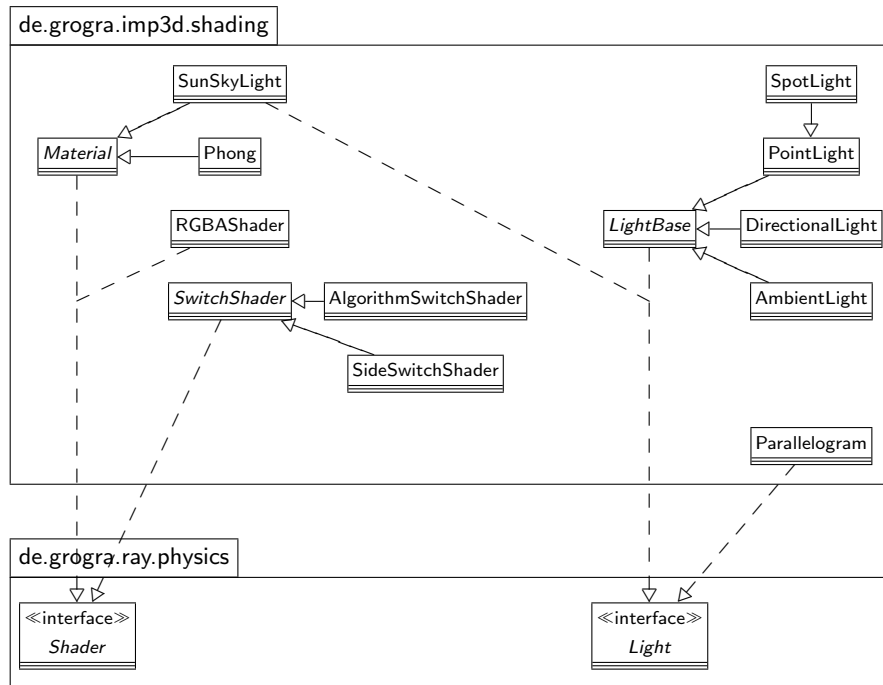 de.grogra.imp3d.shading
SunSkyLight
SpotLight
Material
Phong
PointLight
RGBAShader
LightBase
DirectionalLight
SwitchShader
AlgorithmSwitchShader
AmbientLight
SideSwitchShader
Parallelogram
de.grogra.ray.physics
≪interface≫
Shader
≪interface≫
Light